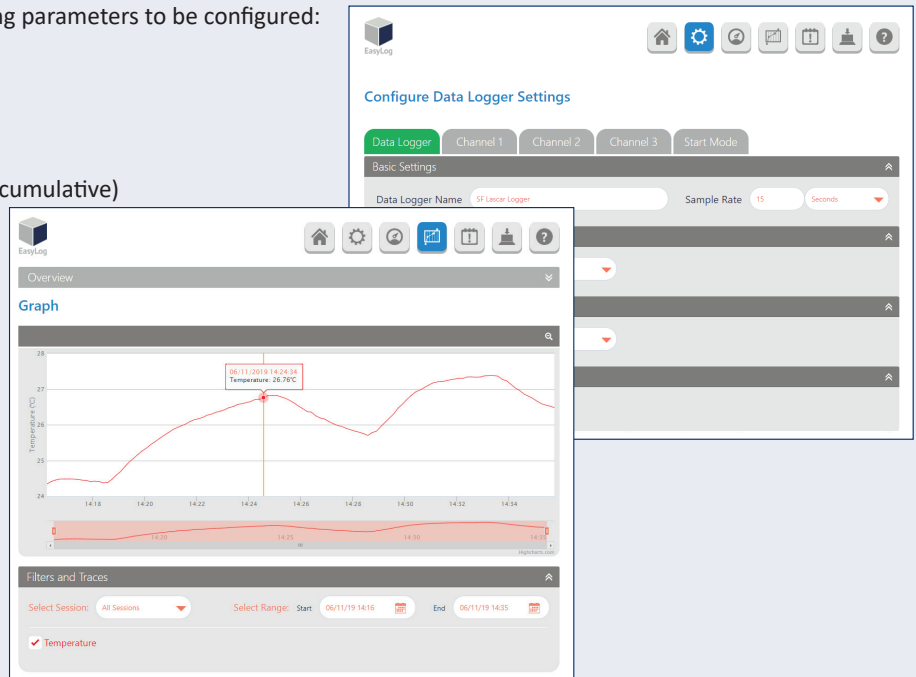 ng parameters to be configured:
cumulative)
EasyLog
Configure Data Logger Settings
Data Logger
Channel 1
Channel 2
Channel 3
Start Mode
Basic Settings
Data Logger Name
SF Lascar Logger
Sample Rate
15
Seconds
EasyLog
Overview
Graph
28
27
26
25
24
Temperature (°C)
06/11/2019 14:24:34
Temperature: 26.76°C
14:18
14:20
14:22
14:24
14:26
14:28
14:30
14:32
14:34
14:20
14:25
14:30
14:35
Highcharts.com
Filters and Traces
Select Session:
All Sessions
Select Range:
Start
06/11/19 14:16
End
06/11/19 14:35
Temperature